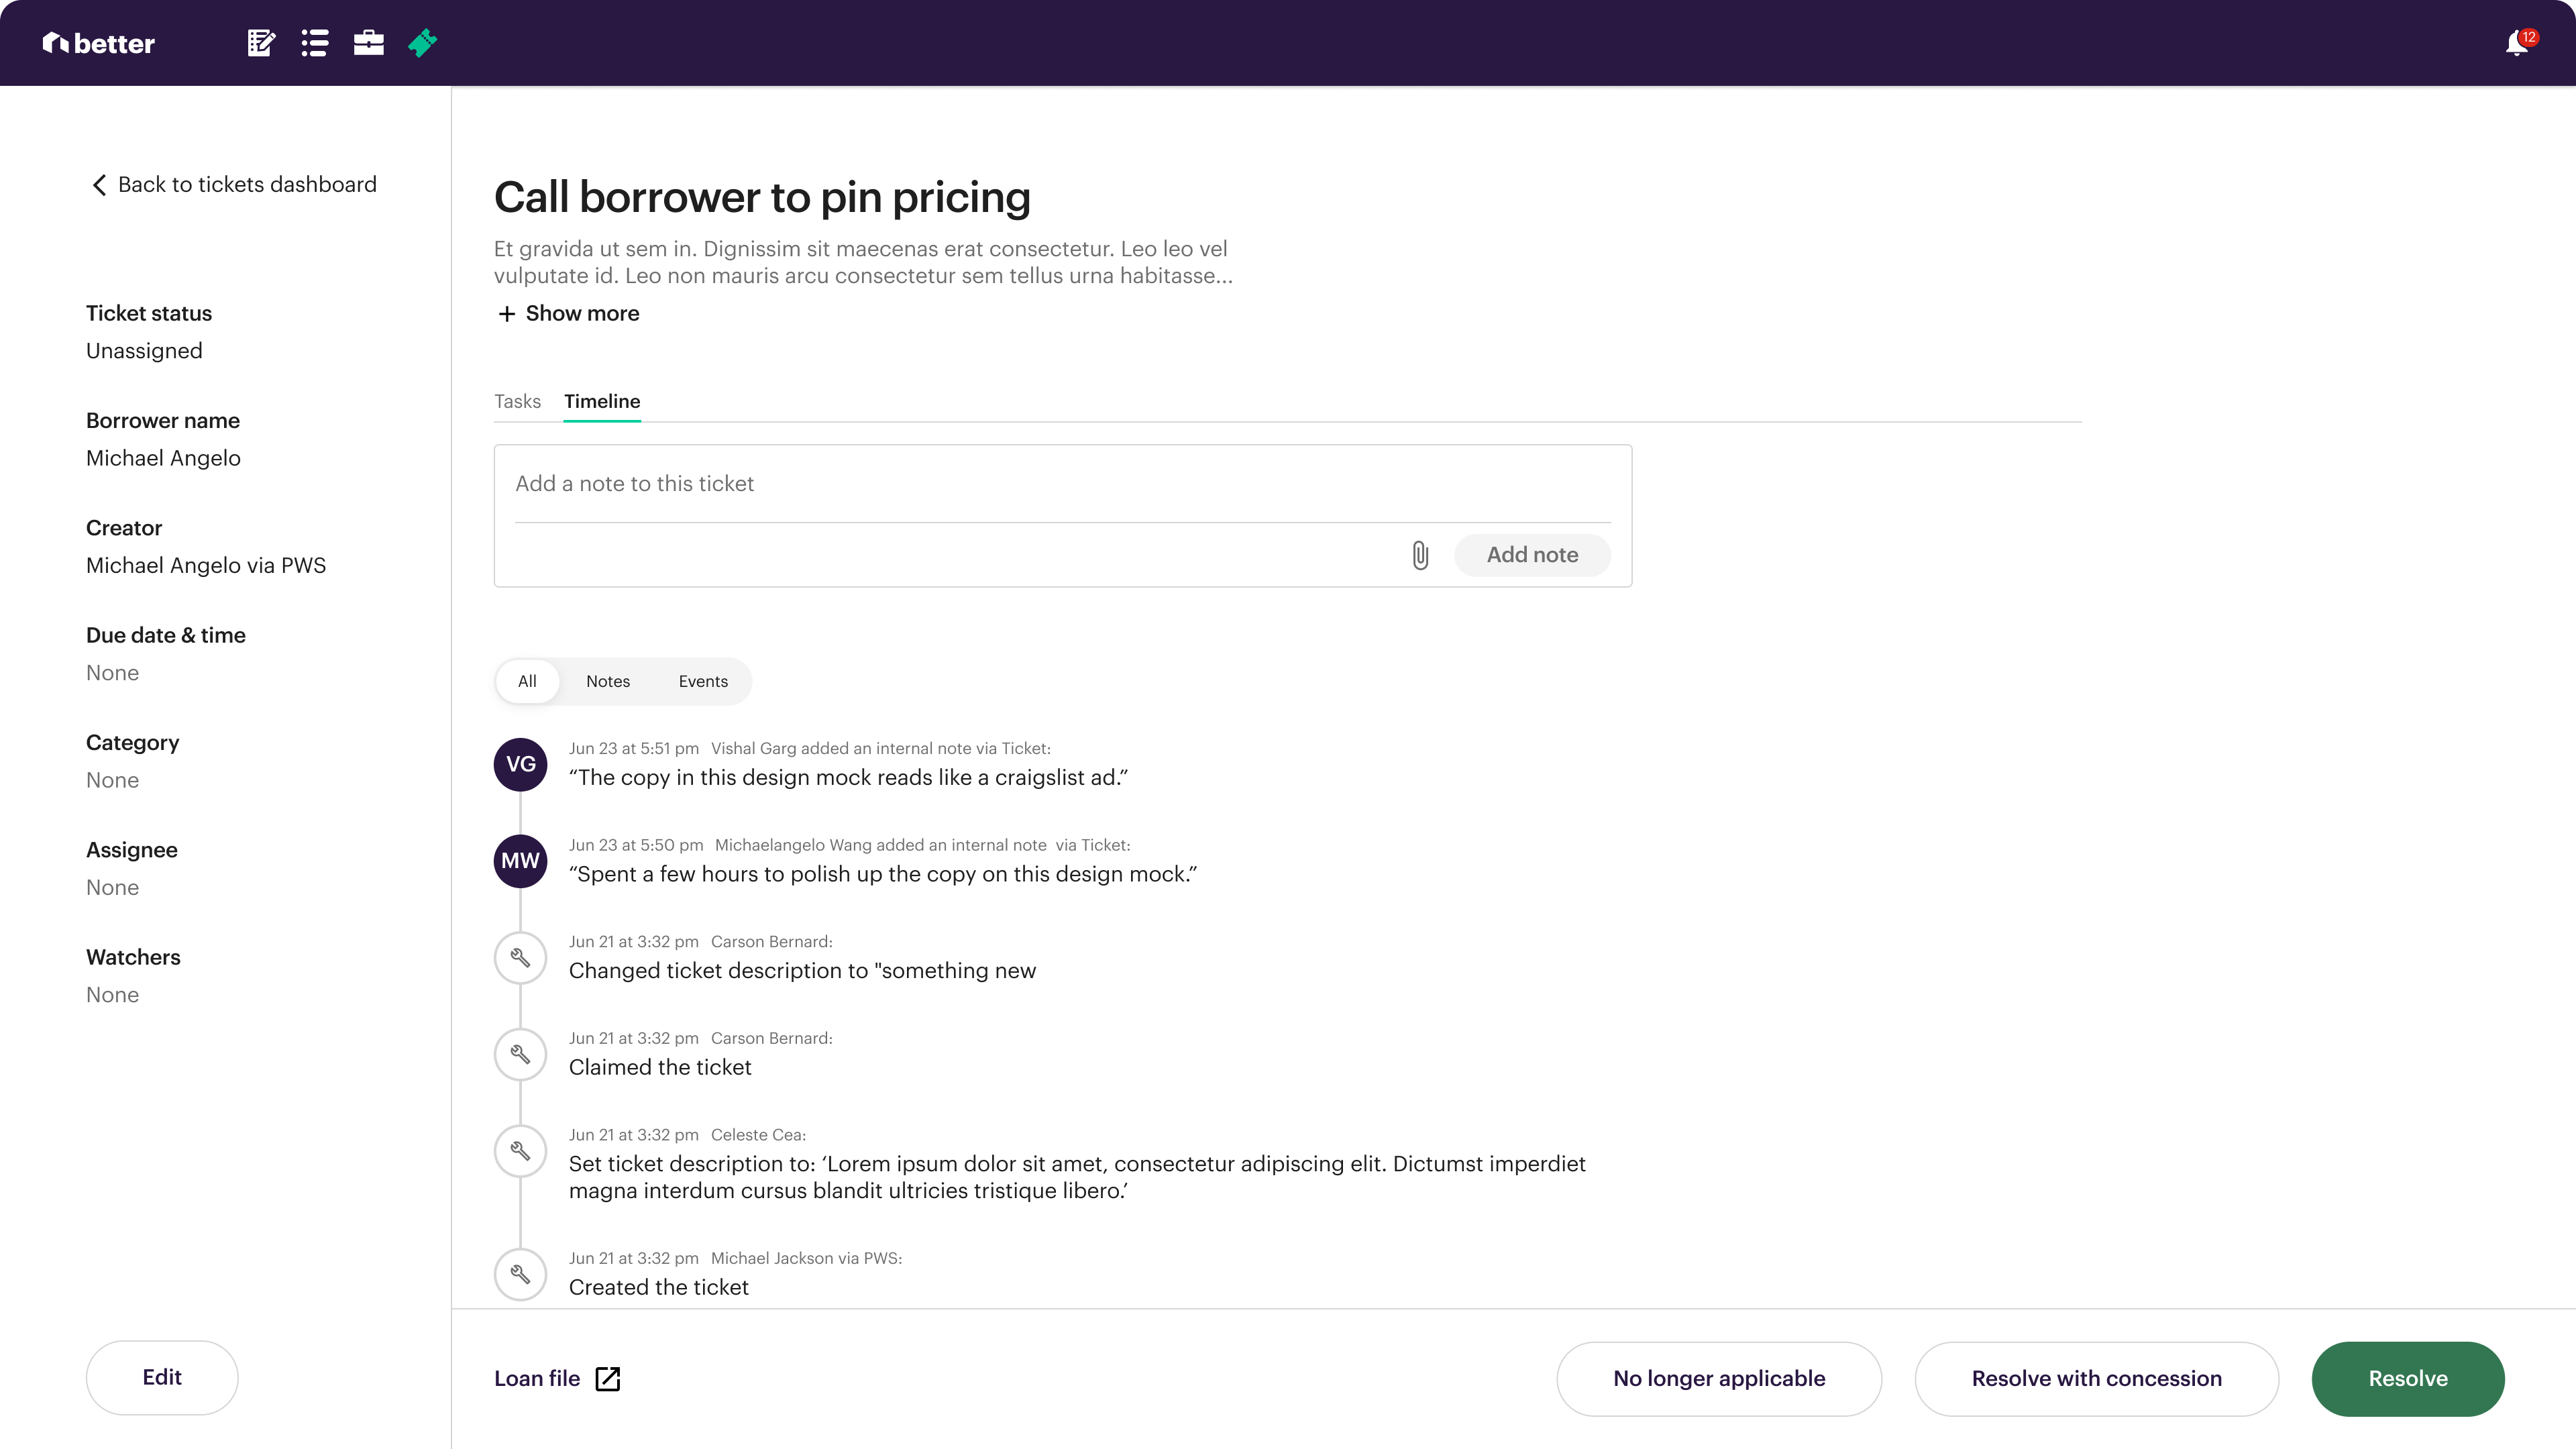 better
12
Back to tickets dashboard
Ticket status
Unassigned
Borrower name
Michael Angelo
Creator
Michael Angelo via PWS
Due date & time
None
Category
None
Assignee
None
Watchers
None
Edit
Call borrower to pin pricing
Et gravida ut sem in. Dignissim sit maecenas erat consectetur. Leo leo vel
vulputate id. Leo non mauris arcu consectetur sem tellus urna habitasse...
+ Show more
Tasks Timeline
Add a note to this ticket
Add note
All Notes Events
VG
Jun 23 at 5:51 pm Vishal Garg added an internal note via Ticket:
“The copy in this design mock reads like a craigslist ad.”
MW
Jun 23 at 5:50 pm Michaelangelo Wang added an internal note via Ticket:
“Spent a few hours to polish up the copy on this design mock.”
Jun 21 at 3:32 pm Carson Bernard:
Changed ticket description to "something new
Jun 21 at 3:32 pm Carson Bernard:
Claimed the ticket
Jun 21 at 3:32 pm Celeste Cea:
Set ticket description to: ‘Lorem ipsum dolor sit amet, consectetur adipiscing elit. Dictumst imperdiet
magna interdum cursus blandit ultricies tristique libero.’
Jun 21 at 3:32 pm Michael Jackson via PWS:
Created the ticket
Loan file
No longer applicable
Resolve with concession
Resolve